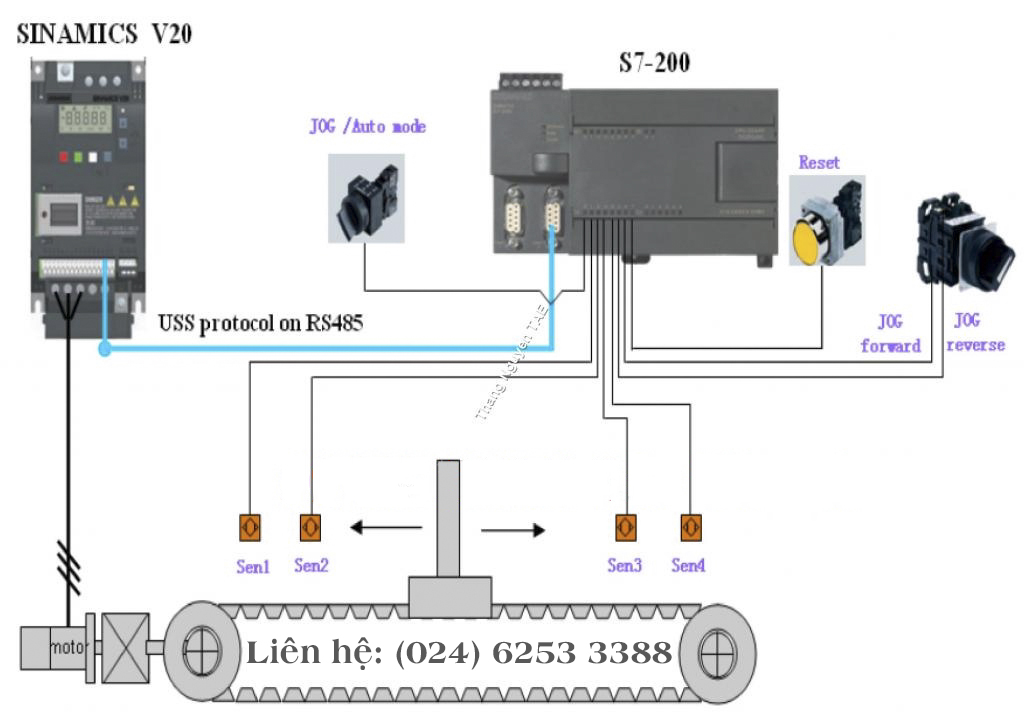 SINAMICS V20
S7-200
JOG /Auto mode
Reset
JOG
forward
JOG
reverse
USS protocol on RS485
Thang Nguyen TAE
Sen1
Sen2
Sen3
Sen4
motor
Liên hệ: (024) 6253 3388